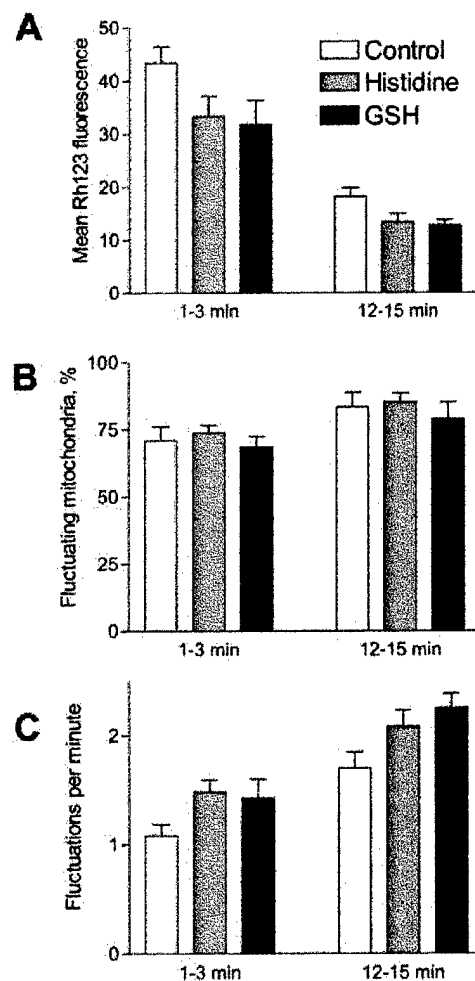 A
Mean Rh123 fluorescence
50
40
30
20
10
0
Control
Histidine
GSH
1-3 min
12-15 min
B
Fluctuating mitochondria, %
100
75
50
25
0
1-3 min
12-15 min
C
Fluctuations per minute
2
1
0
1-3 min
12-15 min